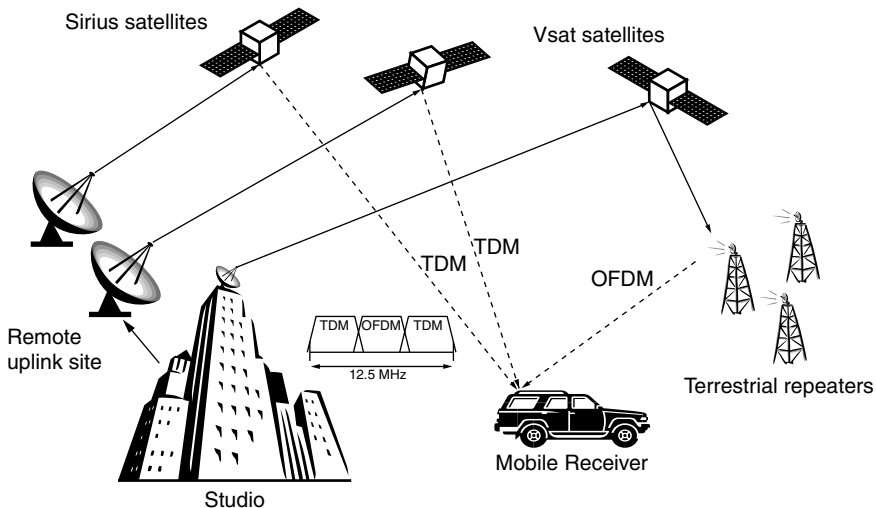 Sirius satellites
Vsat satellites
TDM
TDM
OFDM
TDM OFDM TDM
12.5 MHz
Remote
uplink site
Terrestrial repeaters
Mobile Receiver
Studio